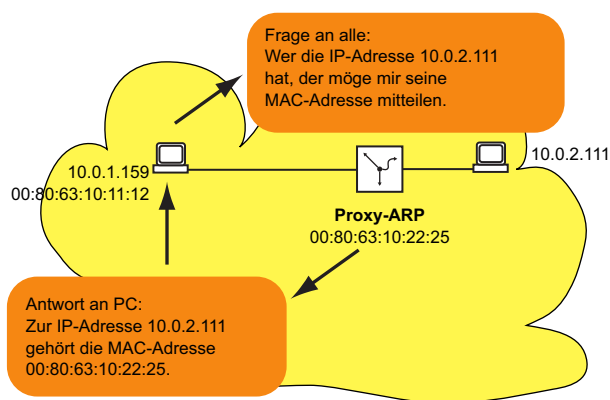 Frage an alle:
Wer die IP-Adresse 10.0.2.111
hat, der möge mir seine
MAC-Adresse mitteilen.
10.0.1.159
00:80:63:10:11:12
10.0.2.111
Proxy-ARP
00:80:63:10:22:25
Antwort an PC:
Zur IP-Adresse 10.0.2.111
gehört die MAC-Adresse
00:80:63:10:22:25.